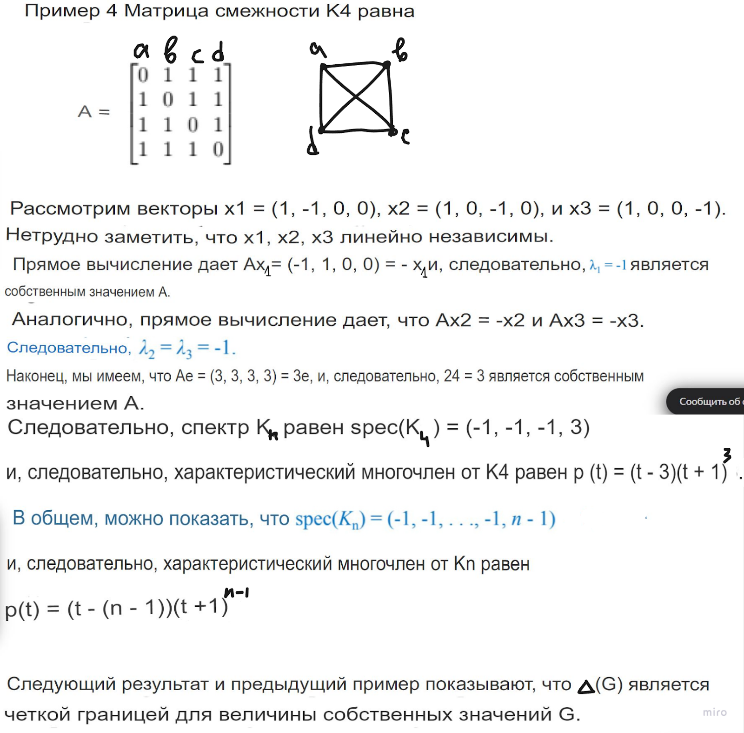 Пример 4 Матрица смежности K4 равна
a b c d
A =
0 1 1 1
1 0 1 1
1 1 0 1
1 1 1 0
a b
d c
Рассмотрим векторы x1 = (1, -1, 0, 0), x2 = (1, 0, -1, 0), и x3 = (1, 0, 0, -1).
Нетрудно заметить, что x1, x2, x3 линейно независимы.
Прямое вычисление дает Ax₁= (-1, 1, 0, 0) = - x₁и, следовательно, λ₁ = -1 является
собственным значением A.
Аналогично, прямое вычисление дает, что Ax2 = -x2 и Ax3 = -x3.
Следовательно, λ₂ = λ₃ = -1.
Наконец, мы имеем, что Ae = (3, 3, 3, 3) = 3e, и, следовательно, 24 = 3 является собственным
значением A.
Сообщить об о
Следовательно, спектр Kₙ равен spec(K₄) = (-1, -1, -1, 3)
и, следовательно, характеристический многочлен от K4 равен p (t) = (t - 3)(t + 1)³.
В общем, можно показать, что spec(Kₙ) = (-1, -1, . . ., -1, n - 1)
и, следовательно, характеристический многочлен от Kn равен
p(t) = (t - (n - 1))(t +1)ⁿ⁻¹
Следующий результат и предыдущий пример показывают, что Δ(G) является
четкой границей для величины собственных значений G.
miro